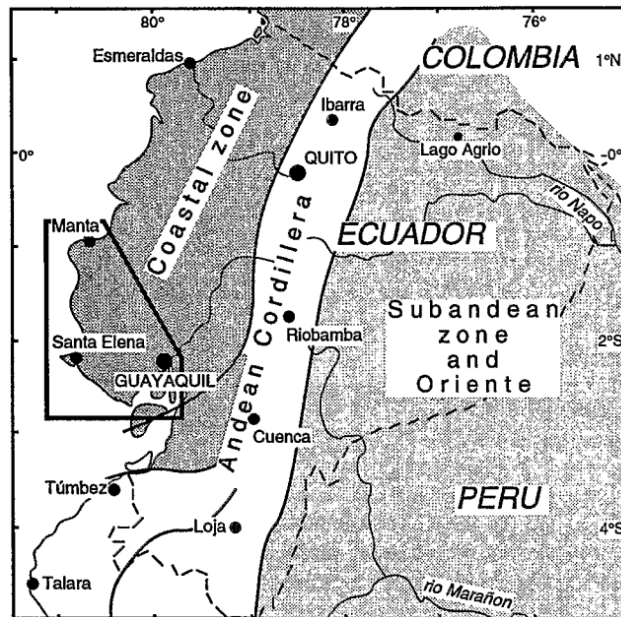 80°
78°
76°
COLOMBIA
1°N
Esmeraldas
Ibarra
Lago Agrio
0°
-0°
QUITO
Coastal zone
rio Napo
Manta
ECUADOR
Andean Cordillera
Subandean
zone
and
Oriente
Santa Elena
Riobamba
2°S
GUAYAQUIL
Cuenca
Túmbez
PERU
Loja
4°S
Talara
rio Marañon